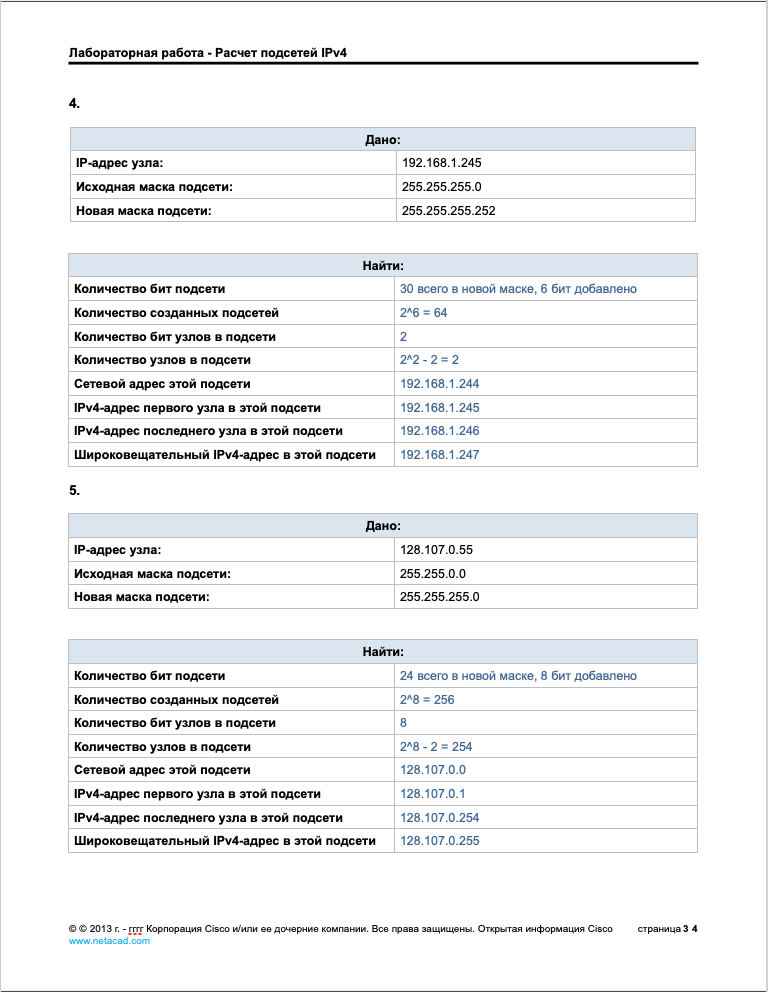 Лабораторная работа - Расчет подсетей IPv4
4.
Дано:
IP-адрес узла: 192.168.1.245
Исходная маска подсети: 255.255.255.0
Новая маска подсети: 255.255.255.252
Найти:
Количество бит подсети 30 всего в новой маске, 6 бит добавлено
Количество созданных подсетей 2^6 = 64
Количество бит узлов в подсети 2
Количество узлов в подсети 2^2 - 2 = 2
Сетевой адрес этой подсети 192.168.1.244
IPv4-адрес первого узла в этой подсети 192.168.1.245
IPv4-адрес последнего узла в этой подсети 192.168.1.246
Широковещательный IPv4-адрес в этой подсети 192.168.1.247
5.
Дано:
IP-адрес узла: 128.107.0.55
Исходная маска подсети: 255.255.0.0
Новая маска подсети: 255.255.255.0
Найти:
Количество бит подсети 24 всего в новой маске, 8 бит добавлено
Количество созданных подсетей 2^8 = 256
Количество бит узлов в подсети 8
Количество узлов в подсети 2^8 - 2 = 254
Сетевой адрес этой подсети 128.107.0.0
IPv4-адрес первого узла в этой подсети 128.107.0.1
IPv4-адрес последнего узла в этой подсети 128.107.0.254
Широковещательный IPv4-адрес в этой подсети 128.107.0.255
© © 2013 г. - гггг Корпорация Cisco и/или ее дочерние компании. Все права защищены. Открытая информация Cisco страница 3 4
www.netacad.com